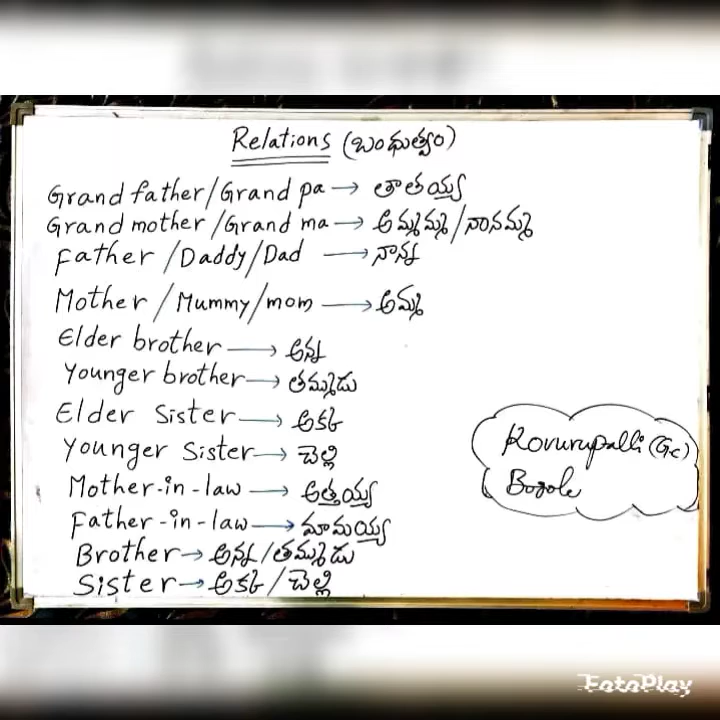 Relations (బంధుత్వం)
Grand father/Grand pa → తాతయ్య
Grand mother/Grand ma → అమ్మమ్మ/నానమ్మ
Father/Daddy/Dad → నాన్న
Mother/Mummy/mom → అమ్మ
Elder brother → అన్న
Younger brother → తమ్ముడు
Elder Sister → అక్క
Younger Sister → చెల్లి
Mother-in-law → అత్తయ్య
Father-in-law → మామయ్య
Brother → అన్న/తమ్ముడు
Sister → అక్క/చెల్లి
Kovurupalli (Gc)
Bogole
FotoPlay